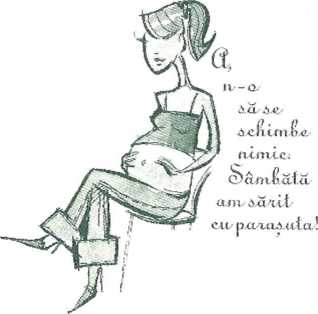 A,
n-o
să se
schimbe
nimic.
Sâmbătă
am sărit
cu parașuta!